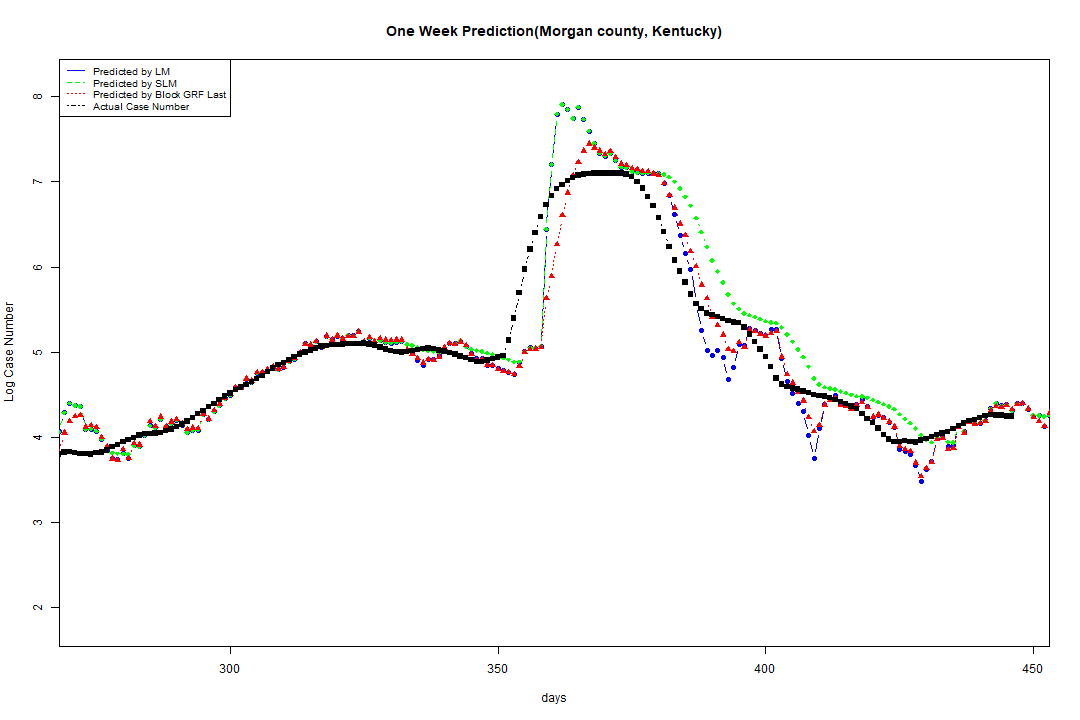 One Week Prediction(Morgan county, Kentucky)
Predicted by LM
Predicted by SLM
Predicted by Block GRF Last
Actual Case Number
8
7
6
5
4
3
2
Log Case Number
300
350
400
450
days